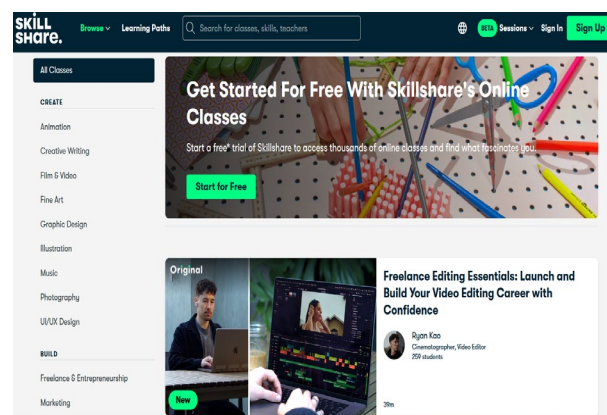 SKILL
SHare.
Browse
Learning Paths
Search for classes, skills, teachers
BETA Sessions
Sign In
Sign Up
All Classes
CREATE
Animation
Creative Writing
Film & Video
Fine Art
Graphic Design
Illustration
Music
Photography
UI/UX Design
BUILD
Freelance & Entrepreneurship
Marketing
Get Started For Free With Skillshare's Online
Classes
Start a free* trial of Skillshare to access thousands of online classes and find what fascinates you.
Start for Free
Original
New
Freelance Editing Essentials: Launch and
Build Your Video Editing Career with
Confidence
Ryan Kao
Cinematographer, Video Editor
259 students
39m